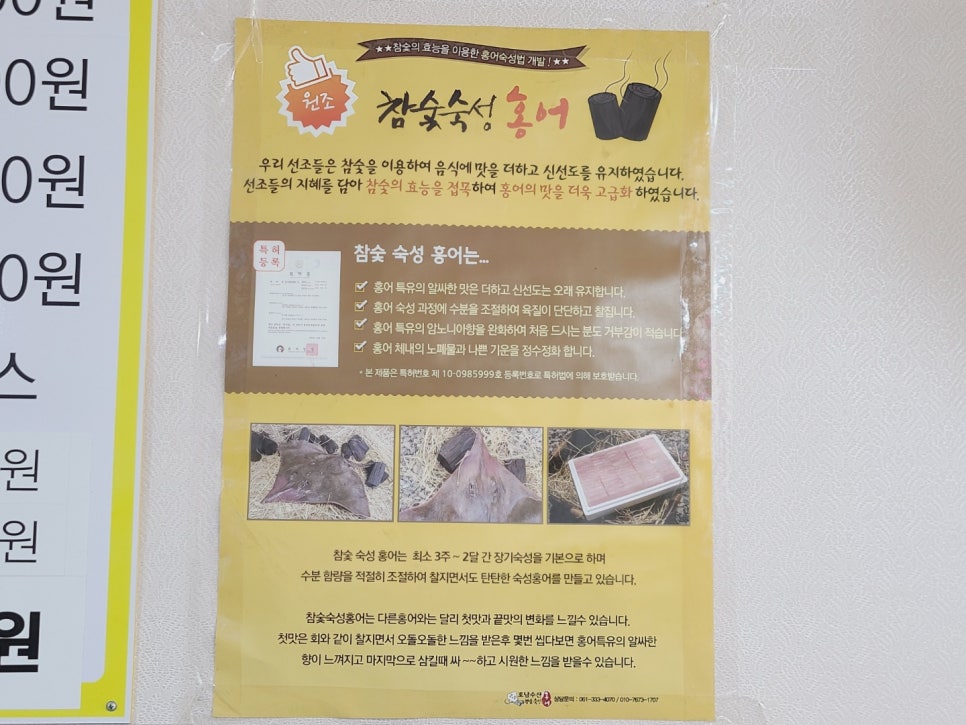 00원
00원
0원
0원
스
원
원
원
★★참숯의 효능을 이용한 홍어숙성법 개발!★★
원조
참숯숙성 홍어
우리 선조들은 참숯을 이용하여 음식에 맛을 더하고 신선도를 유지하였습니다.
선조들의 지혜를 담아 참숯의 효능을 접목하여 홍어의 맛을 더욱 고급화 하였습니다.
특허
등록
참숯 숙성 홍어는...
홍어 특유의 알싸한 맛은 더하고 신선도는 오래 유지합니다.
홍어 숙성 과정에 수분을 조절하여 육질이 단단하고 찰집니다.
홍어 특유의 암노니아향을 완화하여 처음 드시는 분도 거부감이 적습니다.
홍어 체내의 노폐물과 나쁜 기운을 정수정화 합니다.
* 본 제품은 특허번호 제 10-0985999호 등록번호로 특허법에 의해 보호받습니다.
참숯 숙성 홍어는 최소 3주 ~ 2달 간 장기숙성을 기본으로 하며
수분 함량을 적절히 조절하여 찰지면서도 탄탄한 숙성홍어를 만들고 있습니다.
참숯숙성홍어는 다른홍어와는 달리 첫맛과 끝맛의 변화를 느낄수 있습니다.
첫맛은 회와 같이 찰지면서 오돌오돌한 느낌을 받은후 몇번 씹다보면 홍어특유의 알싸한
향이 느껴지고 마지막으로 삼킬때 싸 ~~하고 시원한 느낌을 받을수 있습니다.
호남수산 상담문의 : 061-333-4070 / 010-7673-1707